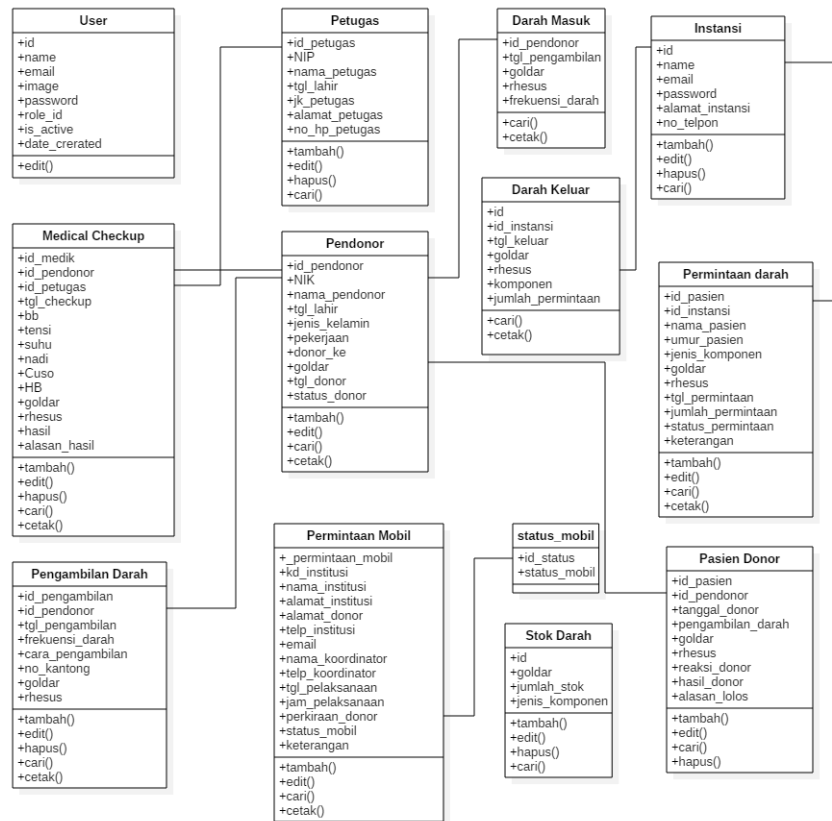 User
+id
+name
+email
+image
+password
+role_id
+is_active
+date_crerated
+edit()
Petugas
+id_petugas
+NIP
+nama_petugas
+tgl_lahir
+jk_petugas
+alamat_petugas
+no_hp_petugas
+tambah()
+edit()
+hapus()
+cari()
Darah Masuk
+id_pendonor
+tgl_pengambilan
+goldar
+rhesus
+frekuensi_darah
+cari()
+cetak()
Instansi
+id
+name
+email
+password
+alamat_instansi
+no_telpon
+tambah()
+edit()
+hapus()
+cari()
Medical Checkup
+id_medik
+id_pendonor
+id_petugas
+tgl_checkup
+bb
+tensi
+suhu
+nadi
+Cuso
+HB
+goldar
+rhesus
+hasil
+alasan_hasil
+tambah()
+edit()
+hapus()
+cari()
+cetak()
Pendonor
+id_pendonor
+NIK
+nama_pendonor
+tgl_lahir
+jenis_kelamin
+pekerjaan
+donor_ke
+goldar
+tgl_donor
+status_donor
+tambah()
+edit()
+cari()
+cetak()
Darah Keluar
+id
+id_instansi
+tgl_keluar
+goldar
+rhesus
+komponen
+jumlah_permintaan
+cari()
+cetak()
Permintaan darah
+id_pasien
+id_instansi
+nama_pasien
+umur_pasien
+jenis_komponen
+goldar
+rhesus
+tgl_permintaan
+jumlah_permintaan
+status_permintaan
+keterangan
+tambah()
+edit()
+cari()
+cetak()
Pengambilan Darah
+id_pengambilan
+id_pendonor
+tgl_pengambilan
+frekuensi_darah
+cara_pengambilan
+no_kantong
+goldar
+rhesus
+tambah()
+edit()
+hapus()
+cari()
+cetak()
Permintaan Mobil
+_permintaan_mobil
+kd_institusi
+nama_institusi
+alamat_institusi
+alamat_donor
+telp_institusi
+email
+nama_koordinator
+telp_koordinator
+tgl_pelaksanaan
+jam_pelaksanaan
+perkiraan_donor
+status_mobil
+keterangan
+tambah()
+edit()
+cari()
+cetak()
status_mobil
+id_status
+status_mobil
Stok Darah
+id
+goldar
+jumlah_stok
+jenis_komponen
+tambah()
+edit()
+hapus()
+cari()
Pasien Donor
+id_pasien
+id_pendonor
+tanggal_donor
+pengambilan_darah
+goldar
+rhesus
+reaksi_donor
+hasil_donor
+alasan_lolos
+tambah()
+edit()
+cari()
+hapus()